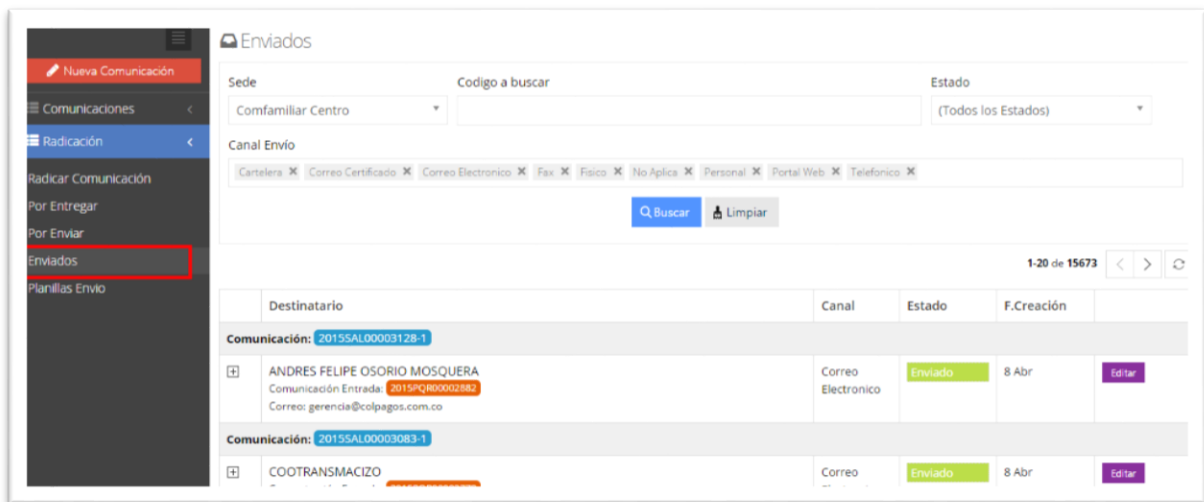 Nueva Comunicación
Comunicaciones
Radicación
Radicar Comunicación
Por Entregar
Por Enviar
Enviados
Planillas Envio
Enviados
Sede Codigo a buscar Estado
Comfamiliar Centro (Todos los Estados)
Canal Envío
Cartelera Correo Certificado Correo Electronico Fax Fisico No Aplica Personal Portal Web Telefonico
Buscar Limpiar
1-20 de 15673
Destinatario Canal Estado F.Creación
Comunicación: 2015SAL00003128-1
ANDRES FELIPE OSORIO MOSQUERA Correo Electronico Enviado 8 Abr Editar
Comunicación Entrada: 2015PQR00002882
Correo: gerencia@colpagos.com.co
Comunicación: 2015SAL00003083-1
COOTRANSMACIZO Correo Enviado 8 Abr Editar